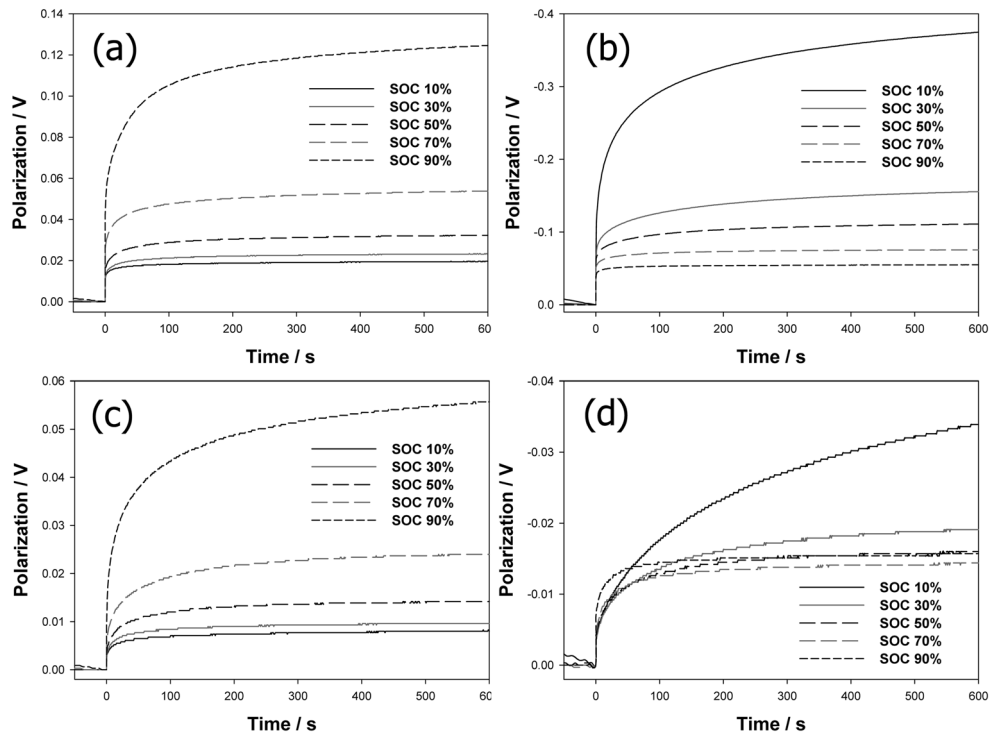 (a)
Polarization / V
0.14
0.12
0.10
0.08
0.06
0.04
0.02
0.00
SOC 10%
SOC 30%
SOC 50%
SOC 70%
SOC 90%
0 100 200 300 400 500 60
Time / s
(b)
Polarization / V
-0.4
-0.3
-0.2
-0.1
0.0
SOC 10%
SOC 30%
SOC 50%
SOC 70%
SOC 90%
0 100 200 300 400 500 600
Time / s
(c)
Polarization / V
0.06
0.05
0.04
0.03
0.02
0.01
0.00
SOC 10%
SOC 30%
SOC 50%
SOC 70%
SOC 90%
0 100 200 300 400 500 60
Time / s
(d)
Polarization / V
-0.04
-0.03
-0.02
-0.01
0.00
SOC 10%
SOC 30%
SOC 50%
SOC 70%
SOC 90%
0 100 200 300 400 500 600
Time / s